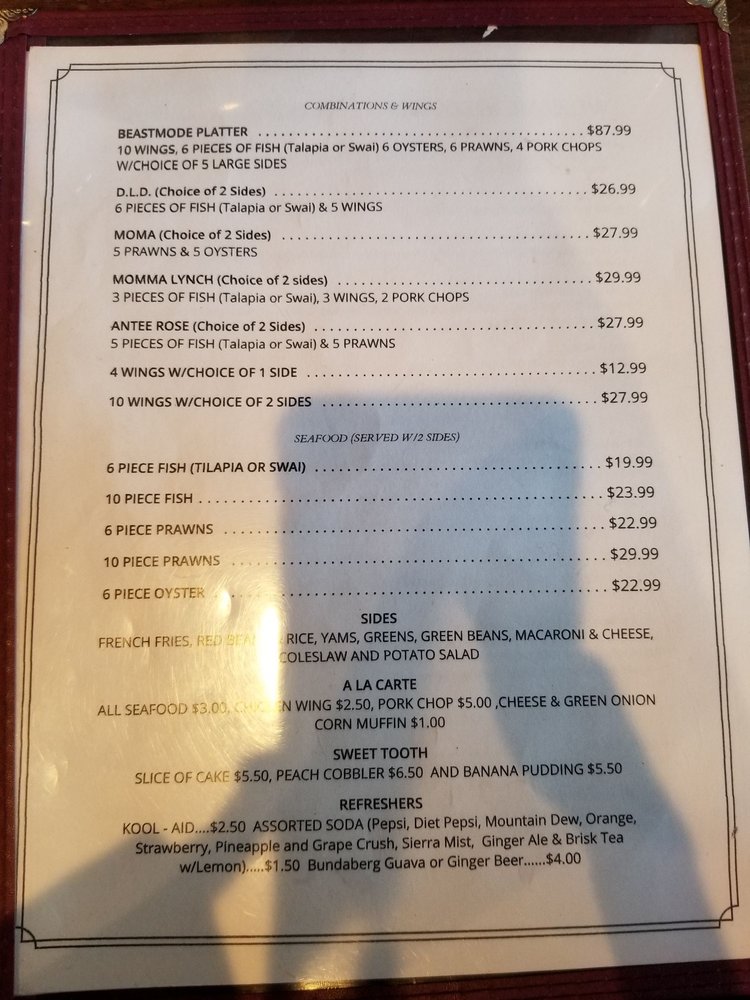 COMBINATIONS & WINGS
BEASTMODE PLATTER ................................................ $87.99
10 WINGS, 6 PIECES OF FISH (Talapia or Swai) 6 OYSTERS, 6 PRAWNS, 4 PORK CHOPS
W/CHOICE OF 5 LARGE SIDES
D.L.D. (Choice of 2 Sides) ................................................ $26.99
6 PIECES OF FISH (Talapia or Swai) & 5 WINGS
MOMA (Choice of 2 Sides) ................................................ $27.99
5 PRAWNS & 5 OYSTERS
MOMMA LYNCH (Choice of 2 sides) ........................................ $29.99
3 PIECES OF FISH (Talapia or Swai), 3 WINGS, 2 PORK CHOPS
ANTEE ROSE (Choice of 2 Sides) ........................................ $27.99
5 PIECES OF FISH (Talapia or Swai) & 5 PRAWNS
4 WINGS W/CHOICE OF 1 SIDE ........................................ $12.99
10 WINGS W/CHOICE OF 2 SIDES ........................................ $27.99
SEAFOOD (SERVED W/2 SIDES)
6 PIECE FISH (TILAPIA OR SWAI) ........................................ $19.99
10 PIECE FISH ........................................................ $23.99
6 PIECE PRAWNS ...................................................... $22.99
10 PIECE PRAWNS .................................................... $29.99
6 PIECE OYSTER ...................................................... $22.99
SIDES
FRENCH FRIES, RED RICE, YAMS, GREENS, GREEN BEANS, MACARONI & CHEESE,
COLESLAW AND POTATO SALAD
A LA CARTE
ALL SEAFOOD $3.00, CHICKEN WING $2.50, PORK CHOP $5.00 ,CHEESE & GREEN ONION
CORN MUFFIN $1.00
SWEET TOOTH
SLICE OF CAKE $5.50, PEACH COBBLER $6.50 AND BANANA PUDDING $5.50
REFRESHERS
KOOL - AID....$2.50 ASSORTED SODA (Pepsi, Diet Pepsi, Mountain Dew, Orange,
Strawberry, Pineapple and Grape Crush, Sierra Mist, Ginger Ale & Brisk Tea
w/Lemon).....$1.50 Bundaberg Guava or Ginger Beer......$4.00